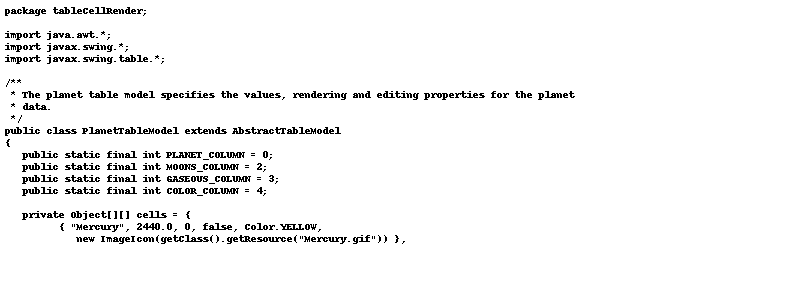 package tableCellRender;
import java.awt.*;
import javax.swing.*;
import javax.swing.table.*;
/**
 * The planet table model specifies the values, rendering and editing properties for the planet
 * data.
 */
public class PlanetTableModel extends AbstractTableModel
{
   public static final int PLANET_COLUMN = 0;
   public static final int MOONS_COLUMN = 2;
   public static final int GASEOUS_COLUMN = 3;
   public static final int COLOR_COLUMN = 4;
   private Object[][] cells = {
         { "Mercury", 2440.0, 0, false, Color.YELLOW,
            new ImageIcon(getClass().getResource("Mercury.gif")) },